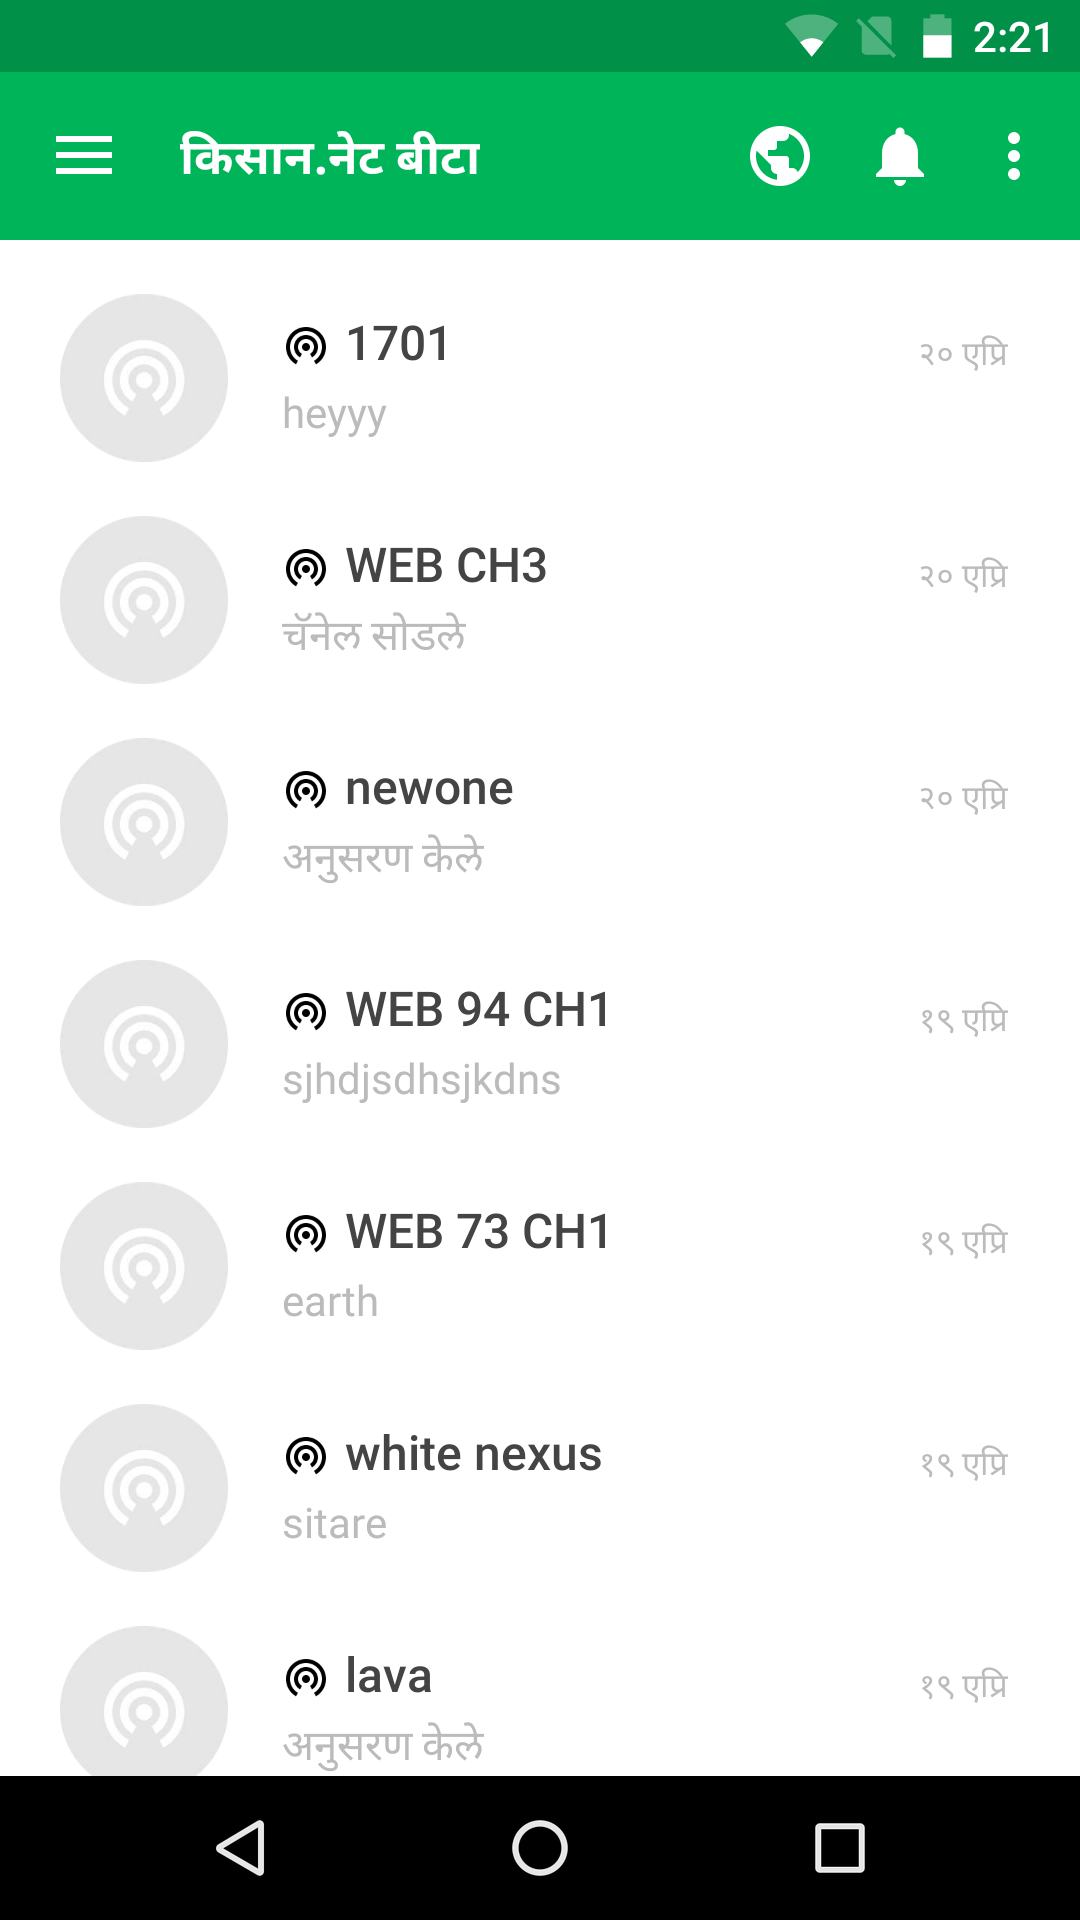 2:21
किसान.नेट बीटा
1701
२० एप्रि
heyyy
WEB CH3
२० एप्रि
चॅनेल सोडले
newone
२० एप्रि
अनुसरण केले
WEB 94 CH1
१९ एप्रि
sjhdjsdhsjkdns
WEB 73 CH1
१९ एप्रि
earth
white nexus
१९ एप्रि
sitare
lava
१९ एप्रि
अनुसरण केले